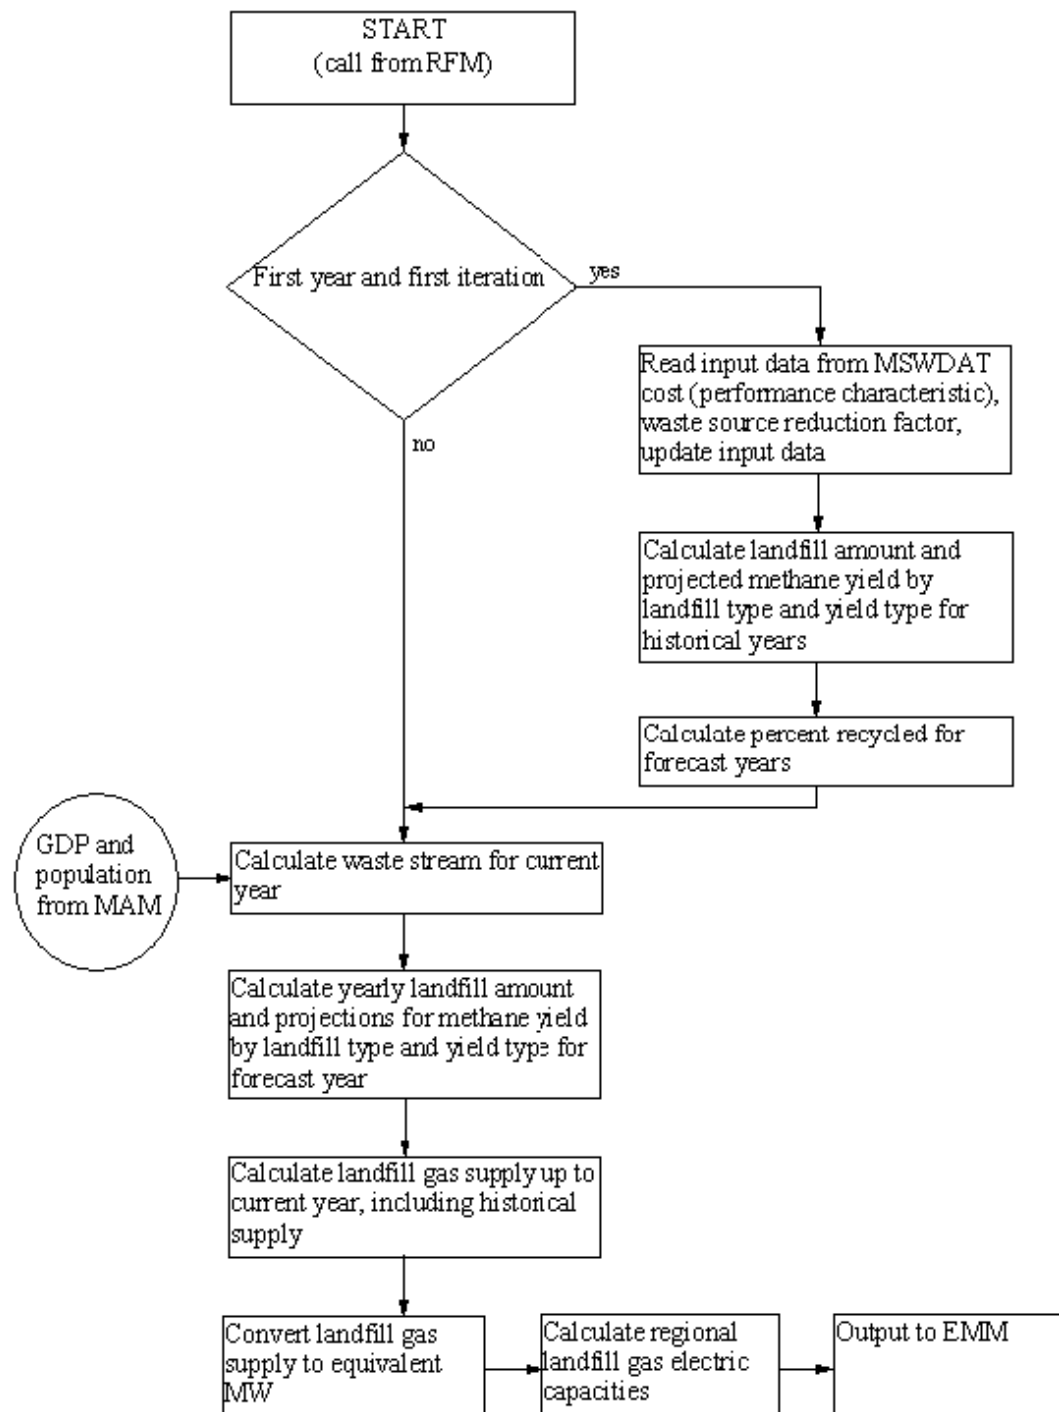 START
(call from RFM)
First year and first iteration
yes
Read input data from MSWDAT
cost (performance characteristic),
waste source reduction factor,
update input data
no
Calculate landfill amount and
projected methane yield by
landfill type and yield type for
historical years
Calculate percent recycled for
forecast years
GDP and
population
from MAM
Calculate waste stream for current
year
Calculate yearly landfill amount
and projections for methane yield
by landfill type and yield type for
forecast year
Calculate landfill gas supply up to
current year, including historical
supply
Convert landfill gas
supply to equivalent
MW
Calculate regional
landfill gas electric
capacities
Output to EMM